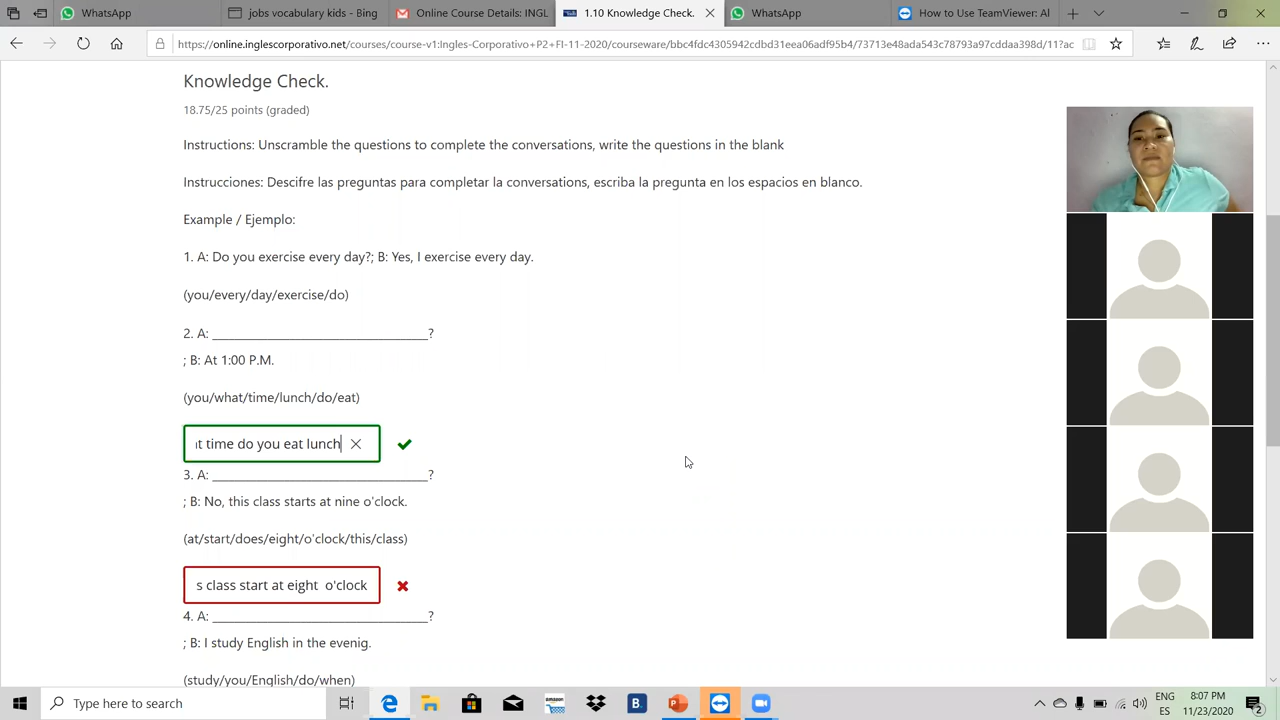 WhatsApp
jobs vocabulary kids - Bing
Online Course Details: INGL
1.10 Knowledge Check.
WhatsApp
How to Use TeamViewer: Al
https://online.inglescorporativo.net/courses/course-v1:Ingles-Corporativo+P2+FI-11-2020/courseware/bbc4fdc4305942cdbd31eea06adf95b4/73713e48ada543c78793a97cddaa398d/11?ac
Knowledge Check.
18.75/25 points (graded)
Instructions: Unscramble the questions to complete the conversations, write the questions in the blank
Instrucciones: Descifre las preguntas para completar la conversations, escriba la pregunta en los espacios en blanco.
Example / Ejemplo:
1. A: Do you exercise every day?; B: Yes, I exercise every day.
(you/every/day/exercise/do)
2. A: _______________________________?
; B: At 1:00 P.M.
(you/what/time/lunch/do/eat)
t time do you eat lunch
3. A: _______________________________?
; B: No, this class starts at nine o'clock.
(at/start/does/eight/o'clock/this/class)
s class start at eight  o'clock
4. A: _______________________________?
; B: I study English in the evenig.
(study/you/English/do/when)
Type here to search
amazon
B.
ENG
ES
8:07 PM
11/23/2020
2